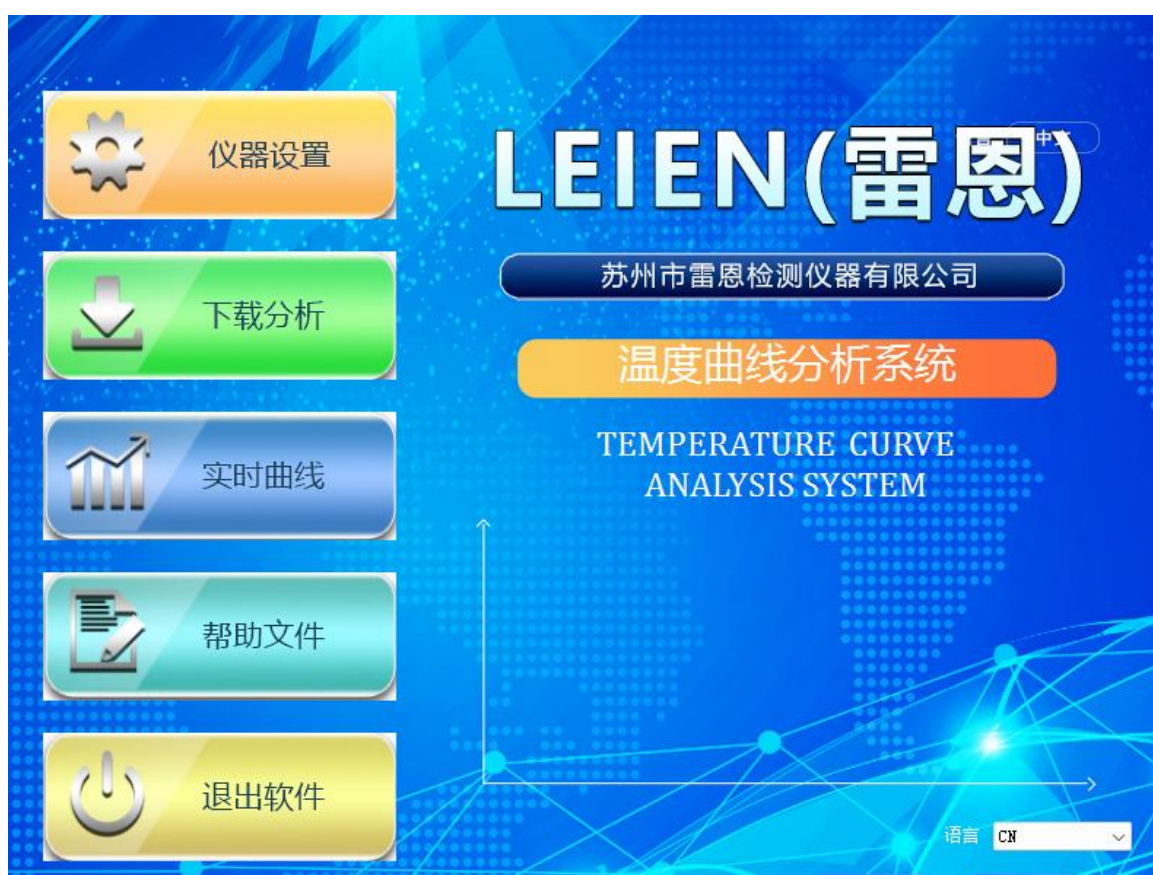 仪器设置
下载分析
实时曲线
帮助文件
退出软件
LEIEN(雷恩)
苏州市雷恩检测仪器有限公司
温度曲线分析系统
TEMPERATURE CURVE
ANALYSIS SYSTEM
语言 CN